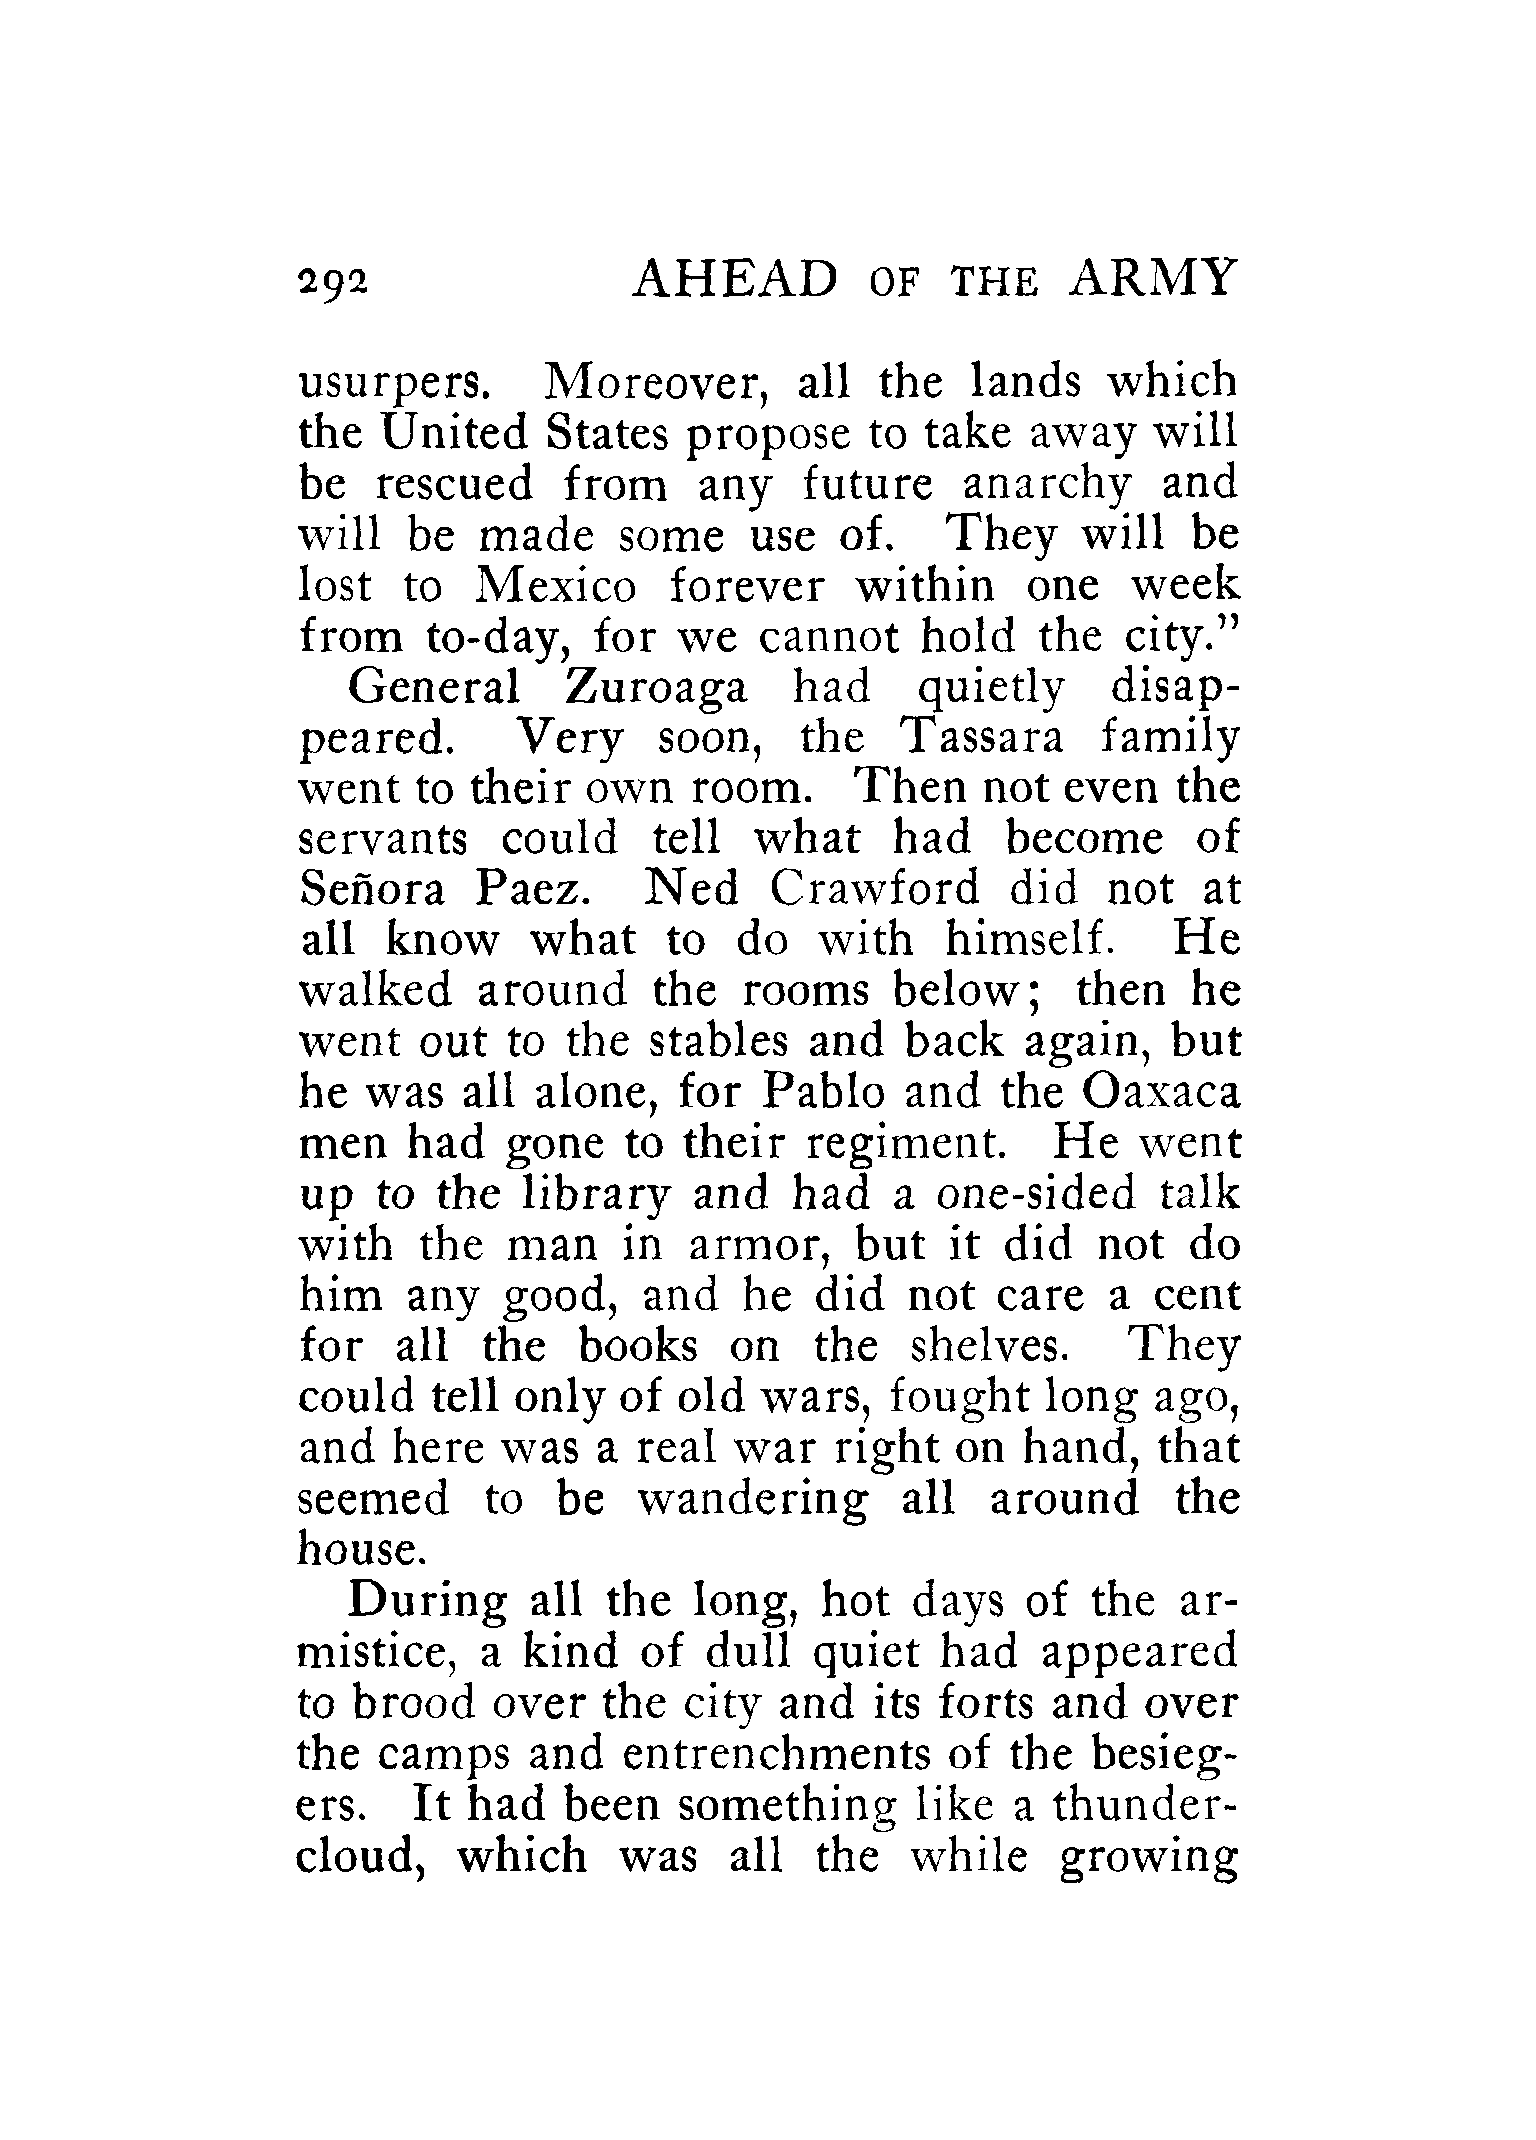 292 AHEAD OF THE ARMY
usurpers. Moreover, all the lands which
the United States propose to take away will
be rescued from any future anarchy and
will be made some use of. They will be
lost to Mexico forever within one week
from to-day, for we cannot hold the city."
General Zuroaga had quietly disap-
peared. Very soon, the Tassara family
went to their own room. Then not even the
servants could tell what had become of
Señora Paez. Ned Crawford did not at
all know what to do with himself. He
walked around the rooms below; then he
went out to the stables and back again, but
he was all alone, for Pablo and the Oaxaca
men had gone to their regiment. He went
up to the library and had a one-sided talk
with the man in armor, but it did not do
him any good, and he did not care a cent
for all the books on the shelves. They
could tell only of old wars, fought long ago,
and here was a real war right on hand, that
seemed to be wandering all around the
house.
During all the long, hot days of the ar-
mistice, a kind of dull quiet had appeared
to brood over the city and its forts and over
the camps and entrenchments of the besieg-
ers. It had been something like a thunder-
cloud, which was all the while growing